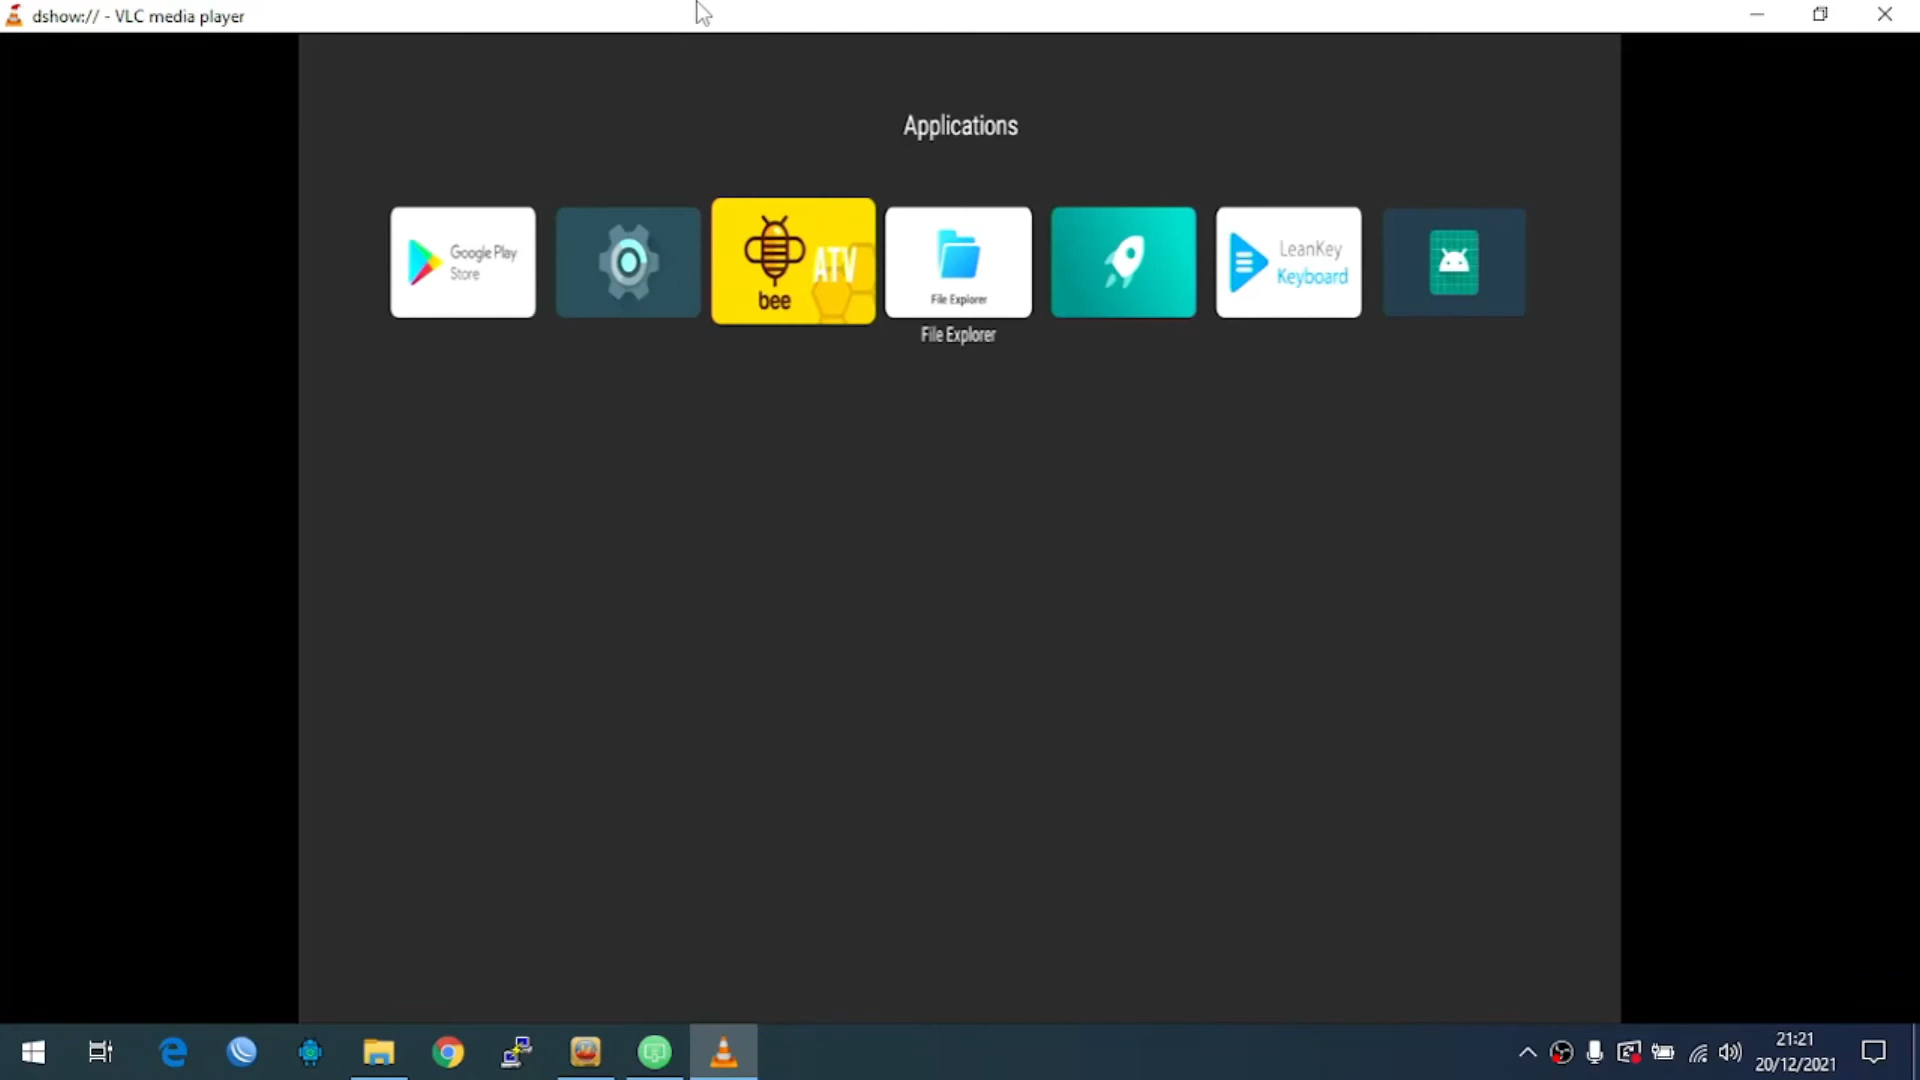 dshow:// - VLC media player
Applications
Google Play
Store
bee
ATV
File Explorer
LeanKey
Keyboard
File Explorer
21:21
20/12/2021